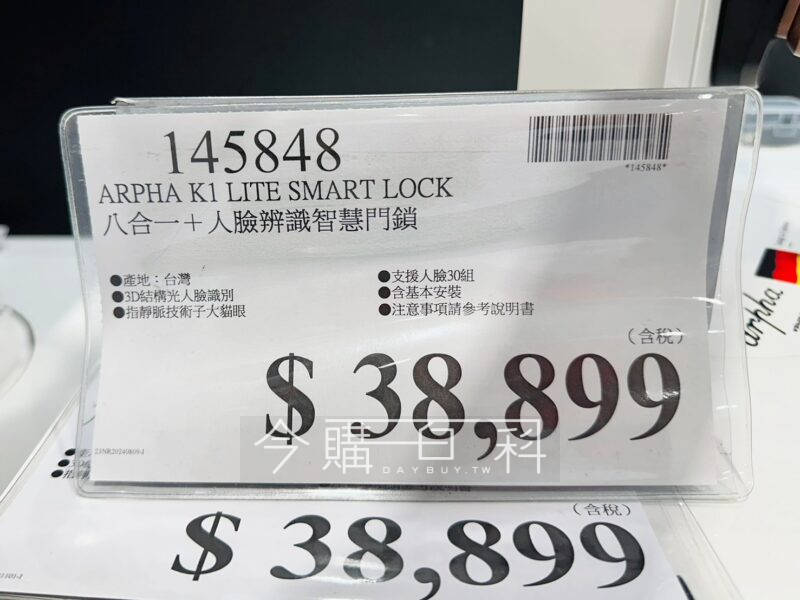 145848
*145848*
ARPHA K1 LITE SMART LOCK
八合一＋人臉辨識智慧門鎖
●產地：台灣
●3D結構光人臉識別
●指靜脈技術子大貓眼
●支援人臉30組
●含基本安裝
●注意事項請參考說明書
（含稅）
$ 38,899
今購百科
DAYBUY.TW
arpha
（含稅）
$ 38,899